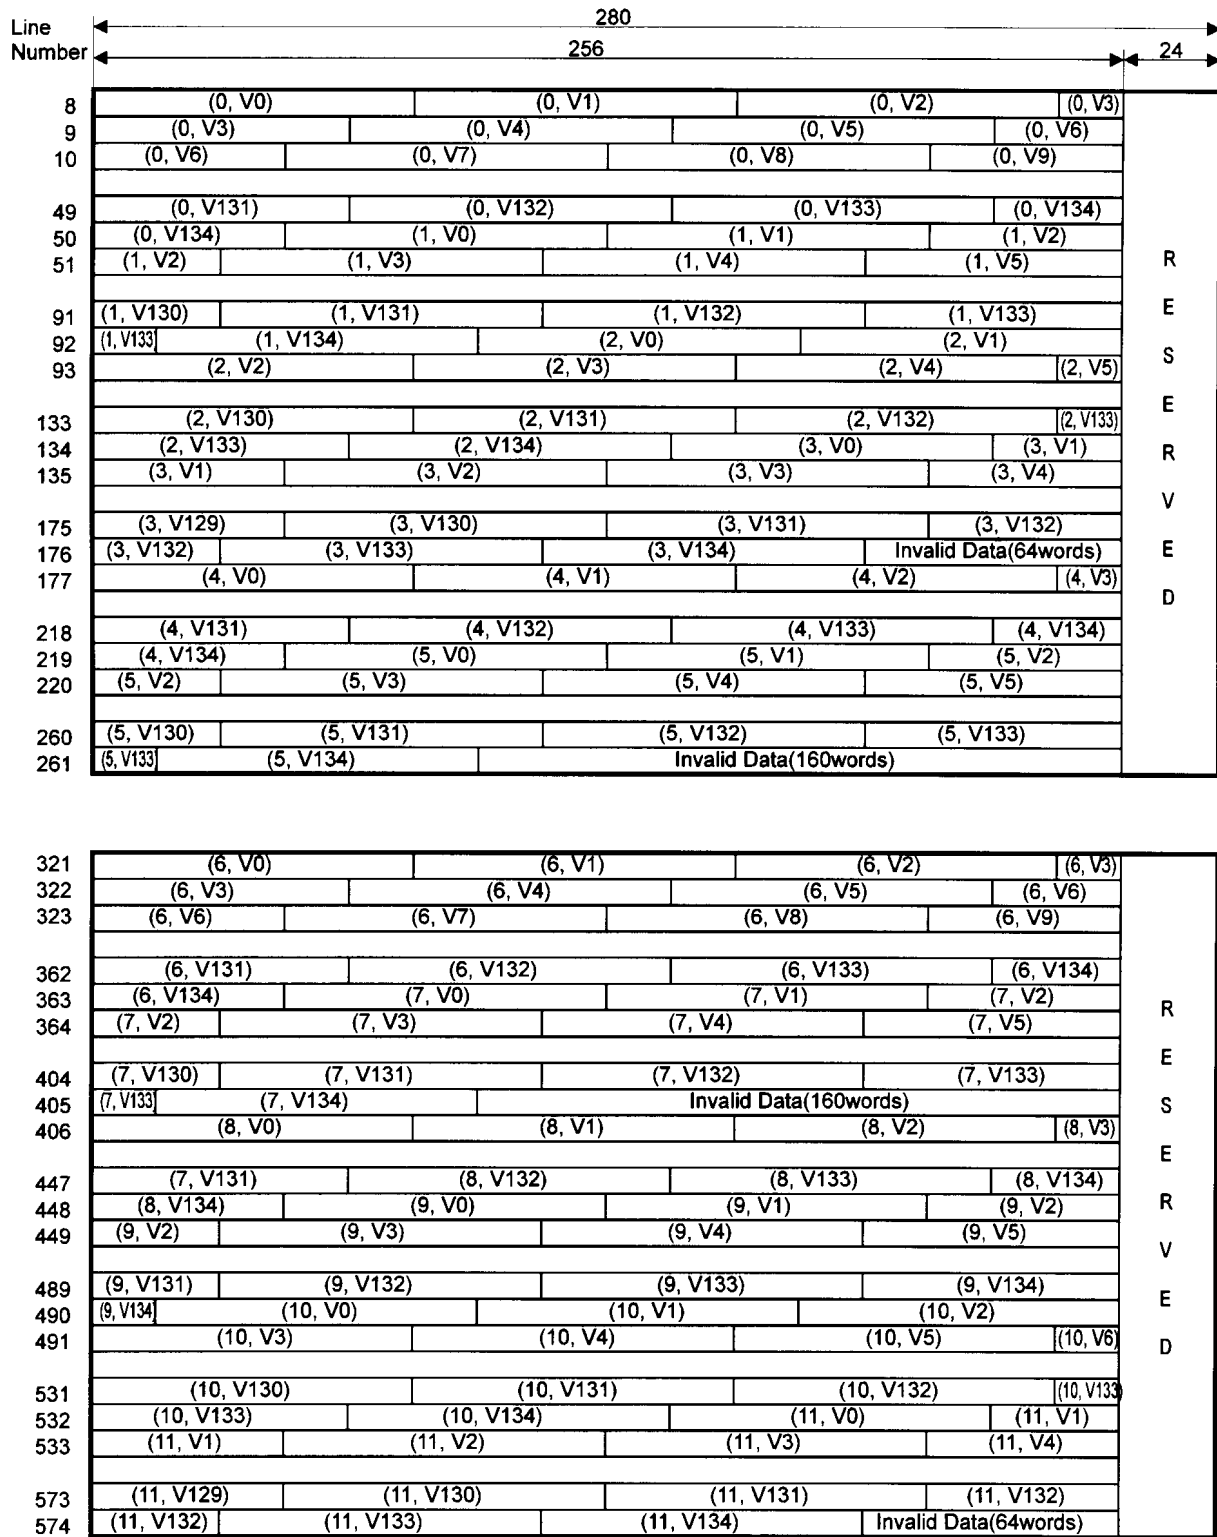 Line 280
Number 256 24
8 (0, V0) (0, V1) (0, V2) (0, V3)
9 (0, V3) (0, V4) (0, V5) (0, V6)
10 (0, V6) (0, V7) (0, V8) (0, V9)
49 (0, V131) (0, V132) (0, V133) (0, V134)
50 (0, V134) (1, V0) (1, V1) (1, V2)
51 (1, V2) (1, V3) (1, V4) (1, V5)
91 (1, V130) (1, V131) (1, V132) (1, V133)
92 (1, V133) (1, V134) (2, V0) (2, V1)
93 (2, V2) (2, V3) (2, V4) (2, V5)
133 (2, V130) (2, V131) (2, V132) (2, V133)
134 (2, V133) (2, V134) (3, V0) (3, V1)
135 (3, V1) (3, V2) (3, V3) (3, V4)
175 (3, V129) (3, V130) (3, V131) (3, V132)
176 (3, V132) (3, V133) (3, V134) Invalid Data(64words)
177 (4, V0) (4, V1) (4, V2) (4, V3)
218 (4, V131) (4, V132) (4, V133) (4, V134)
219 (4, V134) (5, V0) (5, V1) (5, V2)
220 (5, V2) (5, V3) (5, V4) (5, V5)
260 (5, V130) (5, V131) (5, V132) (5, V133)
261 (5, V133) (5, V134) Invalid Data(160words)
R
E
S
E
R
V
E
D
321 (6, V0) (6, V1) (6, V2) (6, V3)
322 (6, V3) (6, V4) (6, V5) (6, V6)
323 (6, V6) (6, V7) (6, V8) (6, V9)
362 (6, V131) (6, V132) (6, V133) (6, V134)
363 (6, V134) (7, V0) (7, V1) (7, V2)
364 (7, V2) (7, V3) (7, V4) (7, V5)
404 (7, V130) (7, V131) (7, V132) (7, V133)
405 (7, V133) (7, V134) Invalid Data(160words)
406 (8, V0) (8, V1) (8, V2) (8, V3)
447 (7, V131) (8, V132) (8, V133) (8, V134)
448 (8, V134) (9, V0) (9, V1) (9, V2)
449 (9, V2) (9, V3) (9, V4) (9, V5)
489 (9, V131) (9, V132) (9, V133) (9, V134)
490 (9, V134) (10, V0) (10, V1) (10, V2)
491 (10, V3) (10, V4) (10, V5) (10, V6)
531 (10, V130) (10, V131) (10, V132) (10, V133)
532 (10, V133) (10, V134) (11, V0) (11, V1)
533 (11, V1) (11, V2) (11, V3) (11, V4)
573 (11, V129) (11, V130) (11, V131) (11, V132)
574 (11, V132) (11, V133) (11, V134) Invalid Data(64words)
R
E
S
E
R
V
E
D